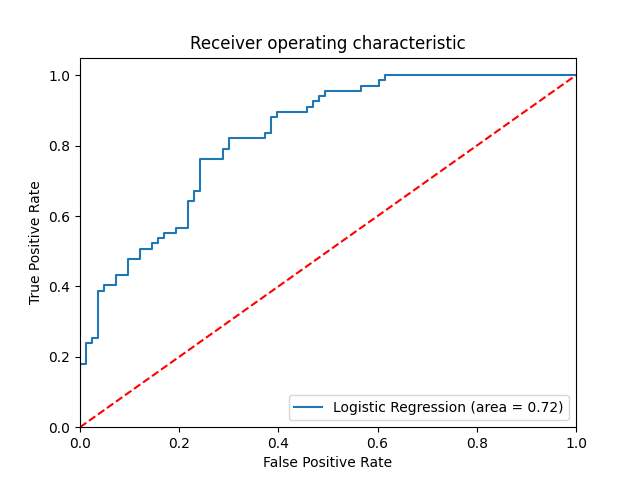 Receiver operating characteristic
1.0
0.8
0.6
0.4
0.2
0.0
True Positive Rate
Logistic Regression (area = 0.72)
0.0 0.2 0.4 0.6 0.8 1.0
False Positive Rate